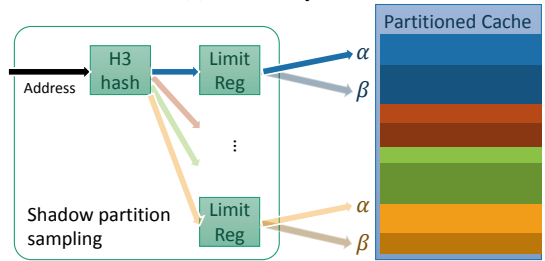 Partitioned Cache
H3
hash
Limit
Reg
Address
α
β
...
Limit
Reg
α
β
Shadow partition
sampling